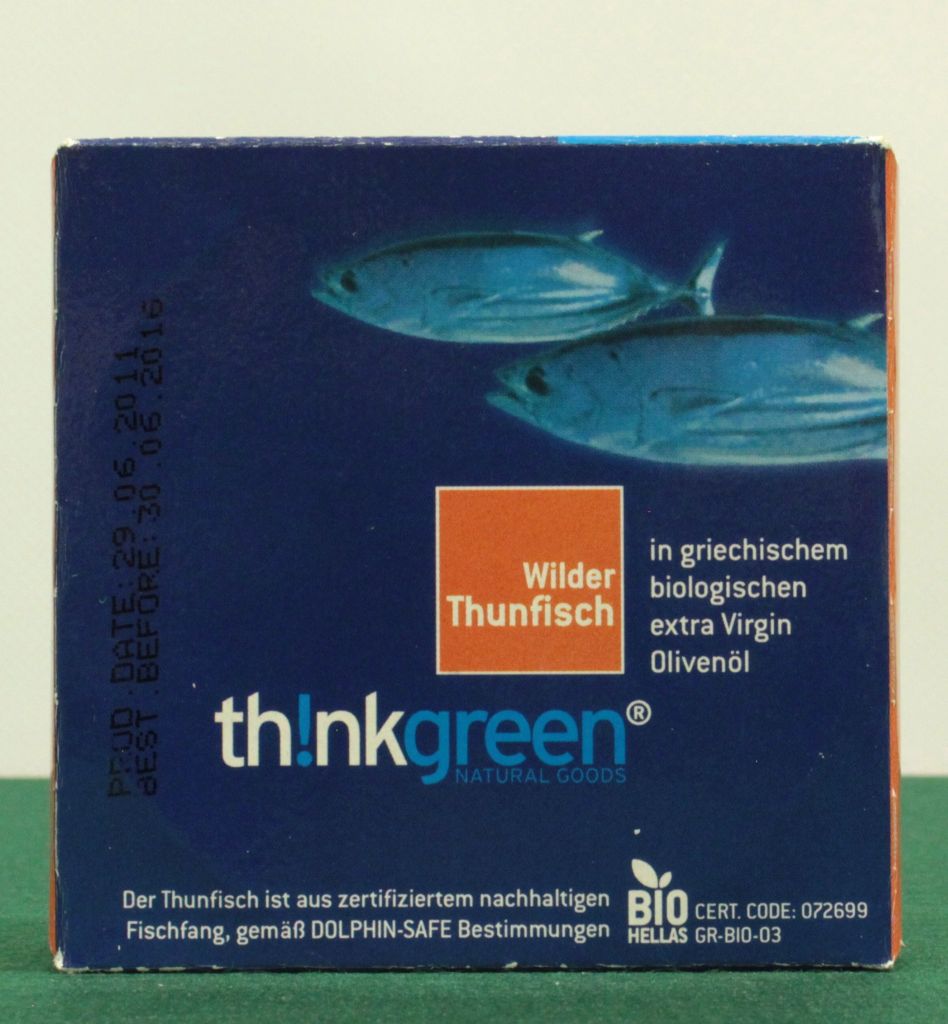 PROD.DATE:29.06.2011
BEST.BEFORE:30.06.2016
Wilder
Thunfisch
in griechischem
biologischen
extra Virgin
Olivenöl
th!nkgreen®
NATURAL GOODS
Der Thunfisch ist aus zertifiziertem nachhaltigen
Fischfang, gemäß DOLPHIN-SAFE Bestimmungen
BIO
HELLAS
CERT. CODE: 072699
GR-BIO-03